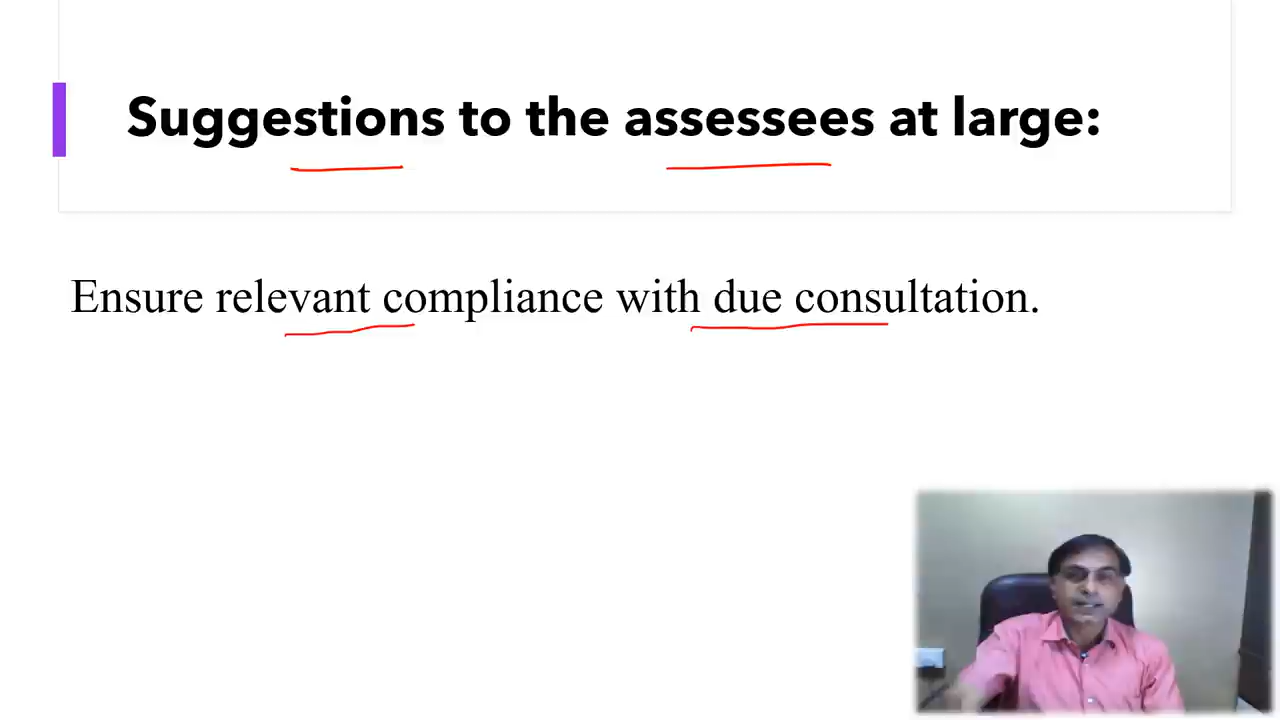 Suggestions to the assessees at large:
Ensure relevant compliance with due consultation.